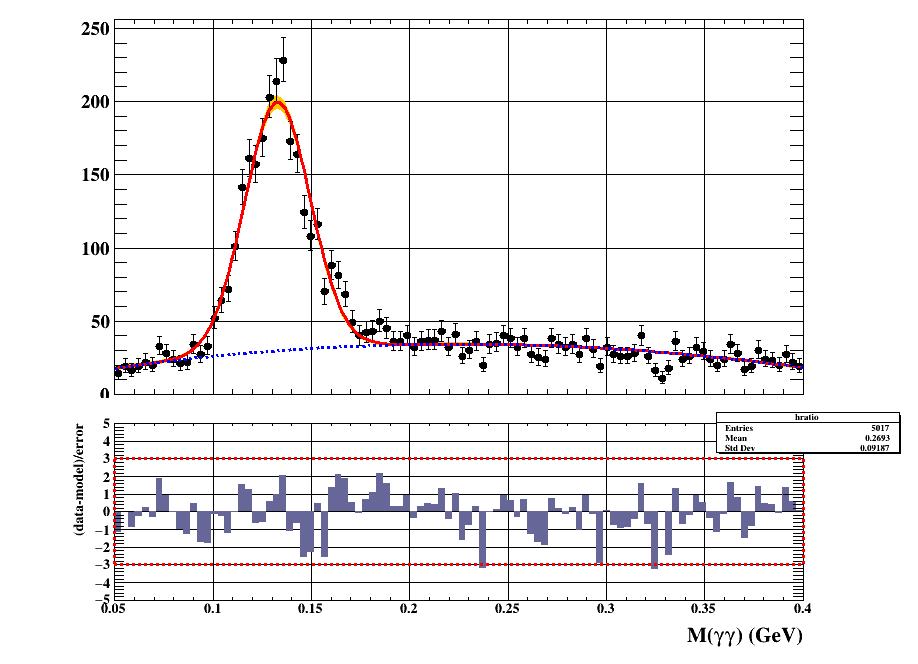 250
200
150
100
50
0
hratio
Entries 5017
Mean 0.2693
Std Dev 0.09187
(data-model)/error
5
4
3
2
1
0
−1
−2
−3
−4
−5
0.05 0.1 0.15 0.2 0.25 0.3 0.35 0.4
M(γγ) (GeV)